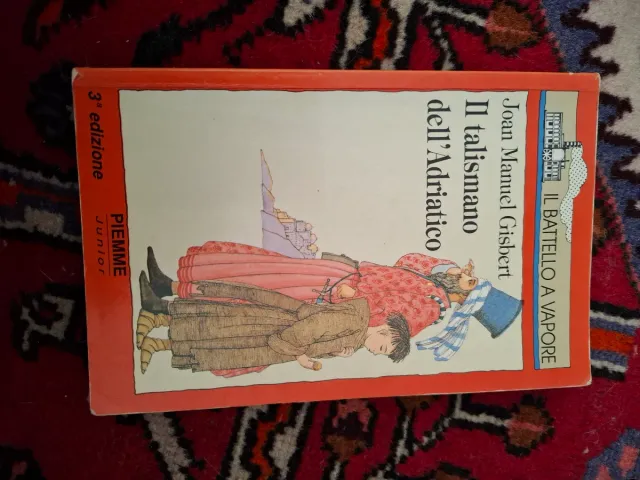 IL BATTELLO A VAPORE
Joan Manuel Gisbert
Il talismano
dell'Adriatico
3ª edizione
PIEMME
Junior